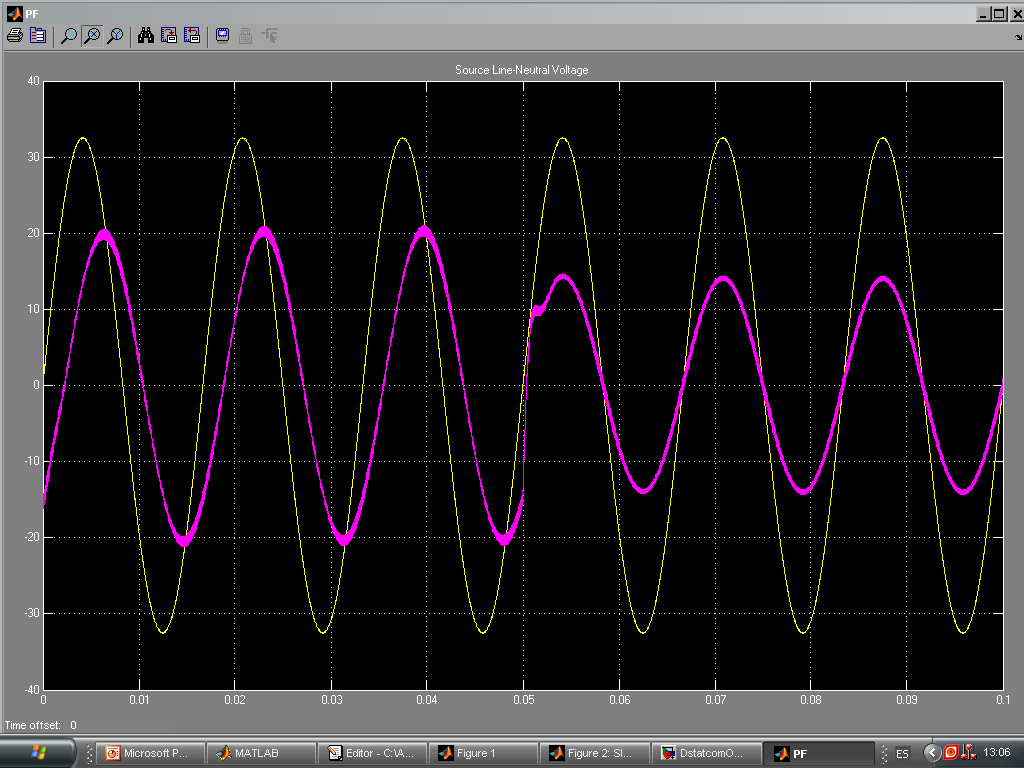 PF
Source Line-Neutral Voltage
40
30
20
10
0
-10
-20
-30
-40
0 0.01 0.02 0.03 0.04 0.05 0.06 0.07 0.08 0.09 0.1
Time offset: 0
Microsoft P... MATLAB Editor - C:\A... Figure 1 Figure 2: SI... DstatcomO... PF ES 13:06